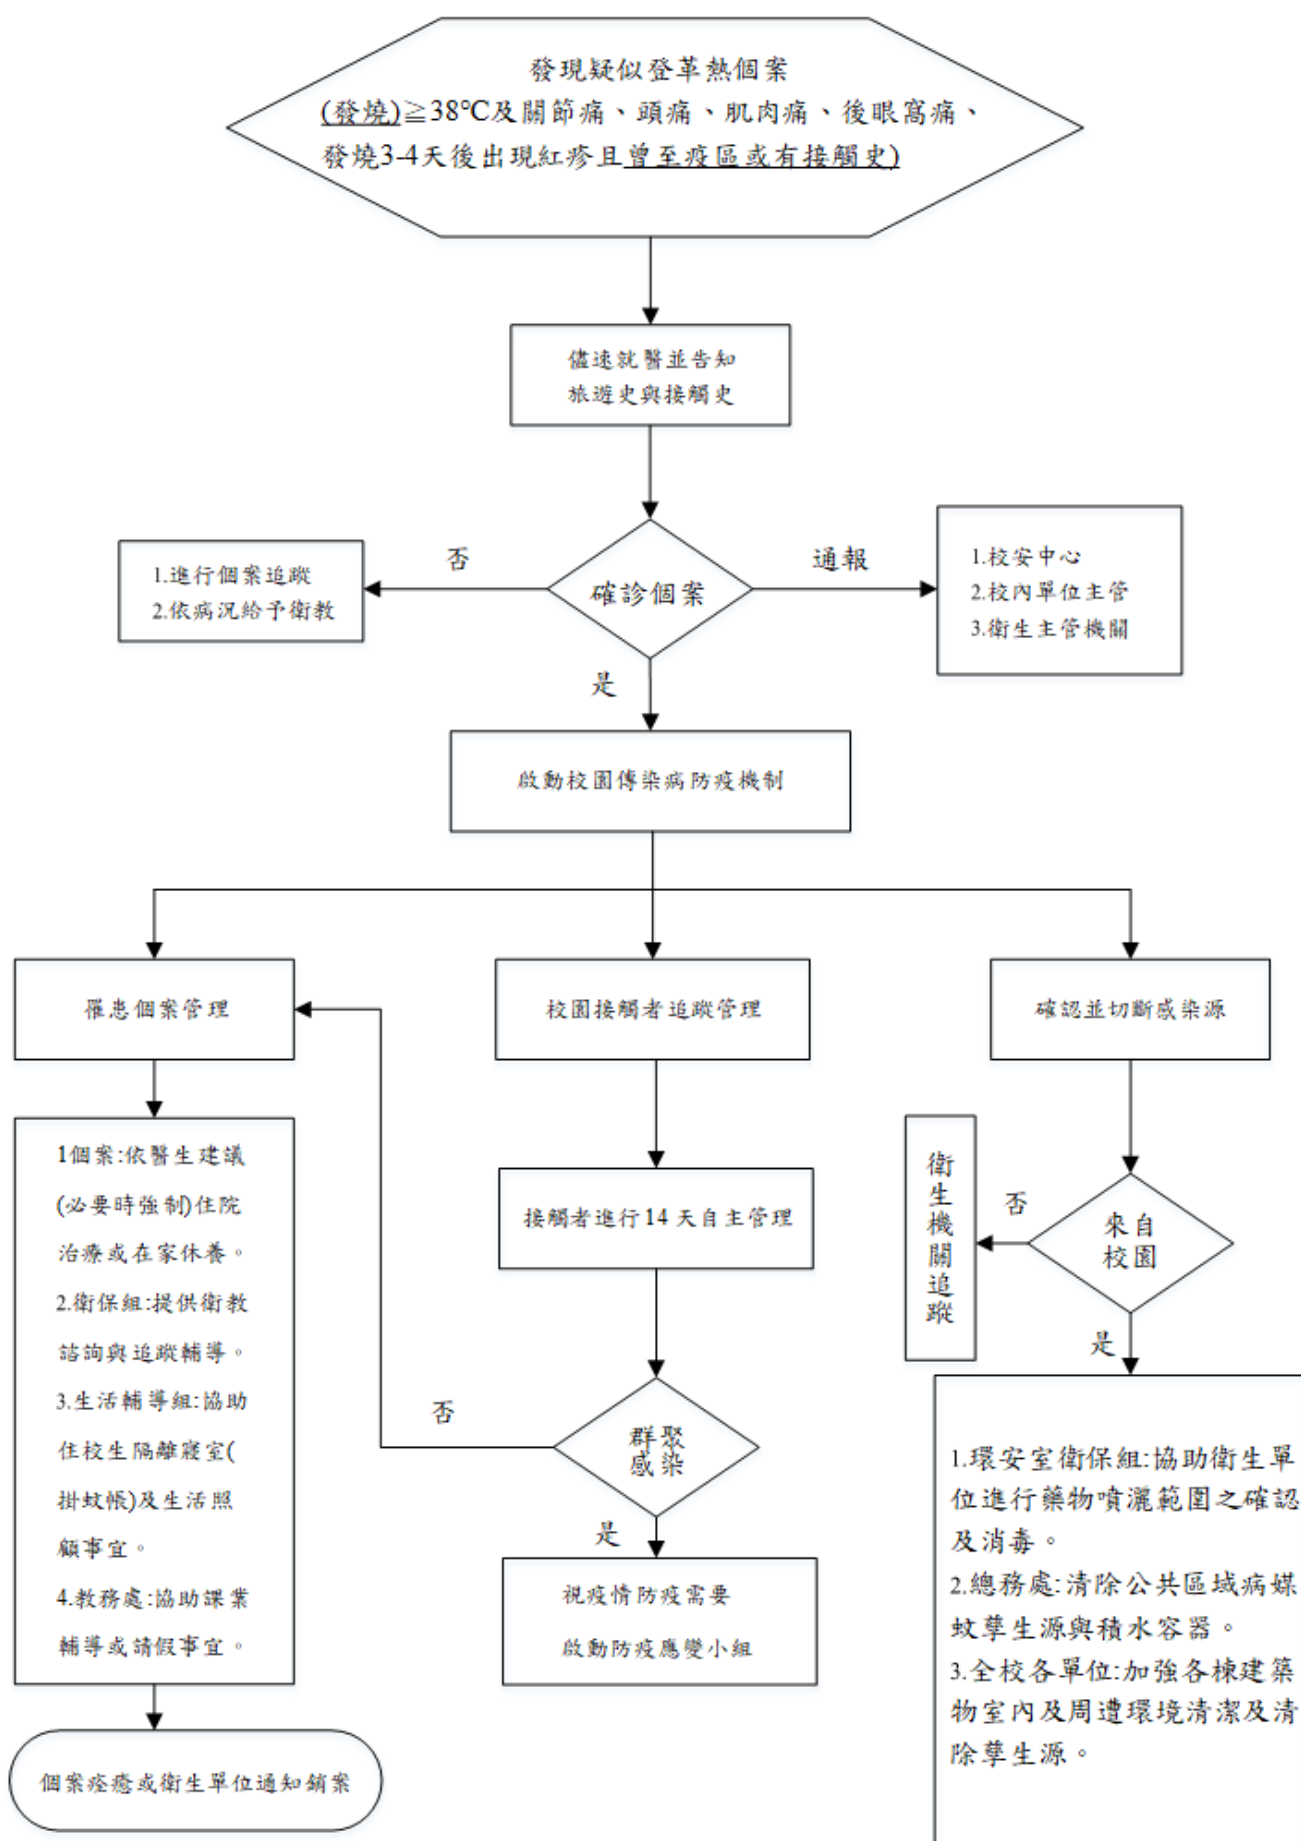 發現疑似登革熱個案
(發燒)≧38℃及關節痛、頭痛、肌肉痛、後眼窩痛、
發燒3-4天後出現紅疹且曾至疫區或有接觸史)
儘速就醫並告知
旅遊史與接觸史
否
通報
確診個案
1.進行個案追蹤
2.依病況給予衛教
1.校安中心
2.校內單位主管
3.衛生主管機關
是
啟動校園傳染病防疫機制
罹患個案管理
校園接觸者追蹤管理
確認並切斷感染源
1個案:依醫生建議
(必要時強制)住院
治療或在家休養。
2.衛保組:提供衛教
諮詢與追蹤輔導。
3.生活輔導組:協助
住校生隔離寢室(
掛蚊帳)及生活照
顧事宜。
4.教務處:協助課業
輔導或請假事宜。
個案痊癒或衛生單位通知銷案
接觸者進行14天自主管理
否
群聚
感染
是
視疫情防疫需要
啟動防疫應變小組
衛生機關追蹤
否
來自
校園
是
1.環安室衛保組:協助衛生單
位進行藥物噴灑範圍之確認
及消毒。
2.總務處:清除公共區域病媒
蚊孳生源與積水容器。
3.全校各單位:加強各棟建築
物室內及周遭環境清潔及清
除孳生源。